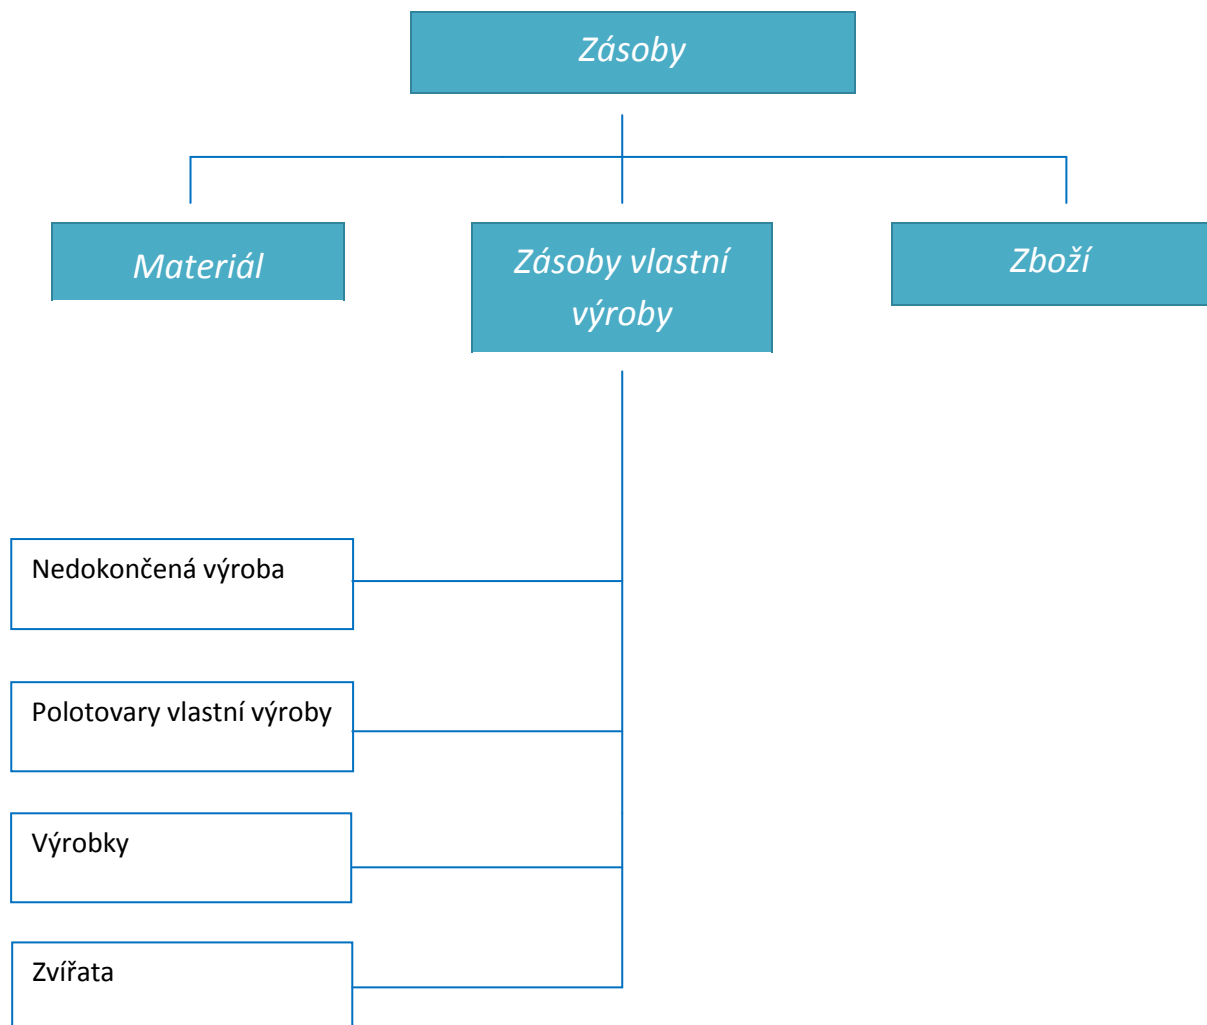 Zásoby
Materiál
Zásoby vlastní
výroby
Zboží
Nedokončená výroba
Polotovary vlastní výroby
Výrobky
Zvířata